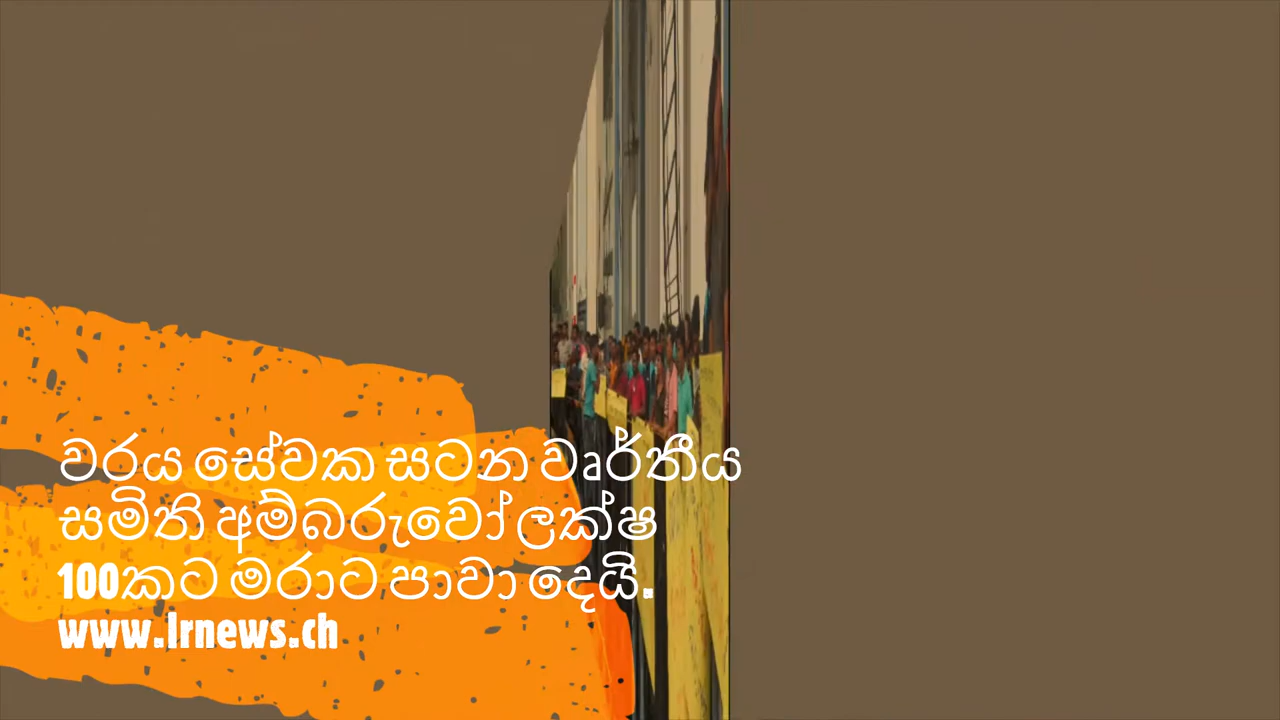 වරය සේවක සටන වෘර්තීය
සමිති අම්බරුවෝ ලක්ෂ
100කට මරාට පාවා දෙයි.
www.lrnews.ch